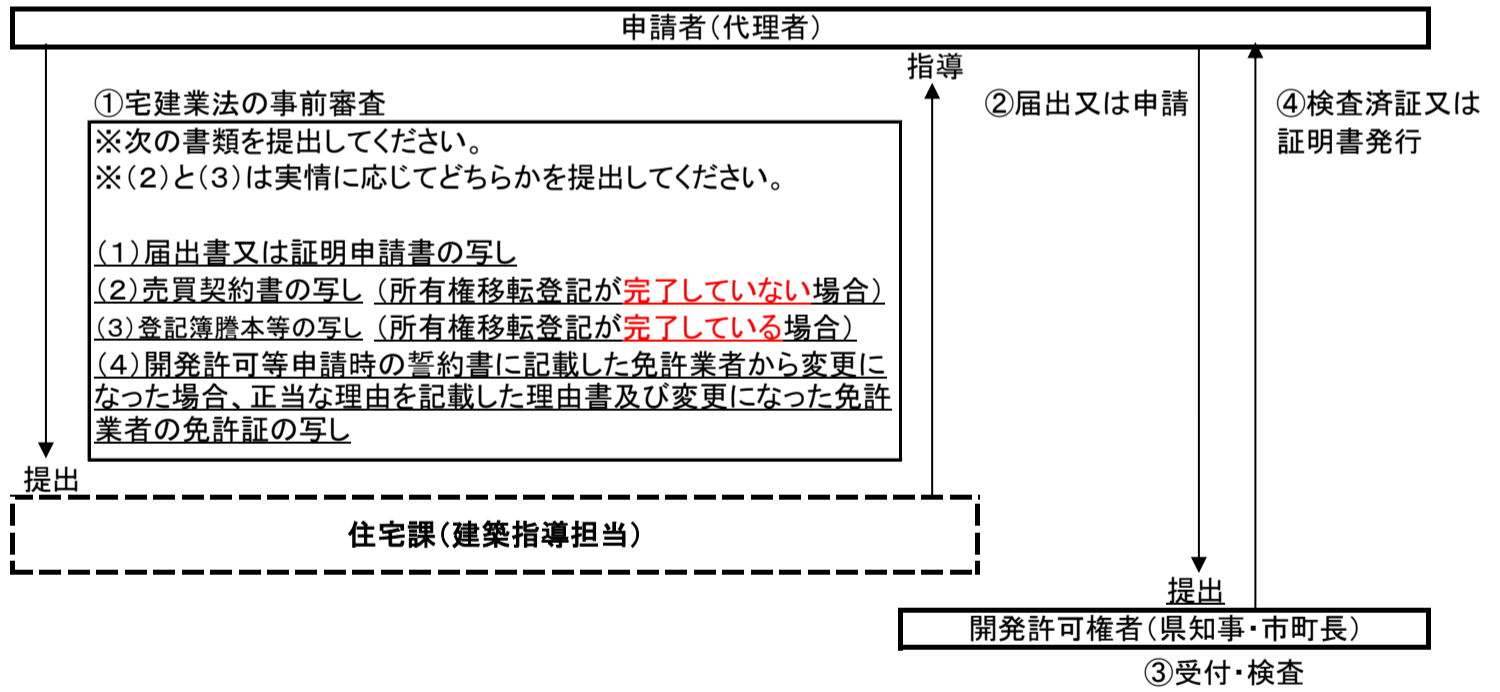 申請者(代理者)
指導
①宅建業法の事前審査
※次の書類を提出してください。
※(2)と(3)は実情に応じてどちらかを提出してください。
(1)届出書又は証明申請書の写し
(2)売買契約書の写し (所有権移転登記が完了していない場合)
(3)登記簿謄本等の写し (所有権移転登記が完了している場合)
(4)開発許可等申請時の誓約書に記載した免許業者から変更に
なった場合、正当な理由を記載した理由書及び変更になった免許
業者の免許証の写し
②届出又は申請
④検査済証又は
証明書発行
提出
住宅課(建築指導担当)
提出
開発許可権者(県知事・市町長)
③受付・検査